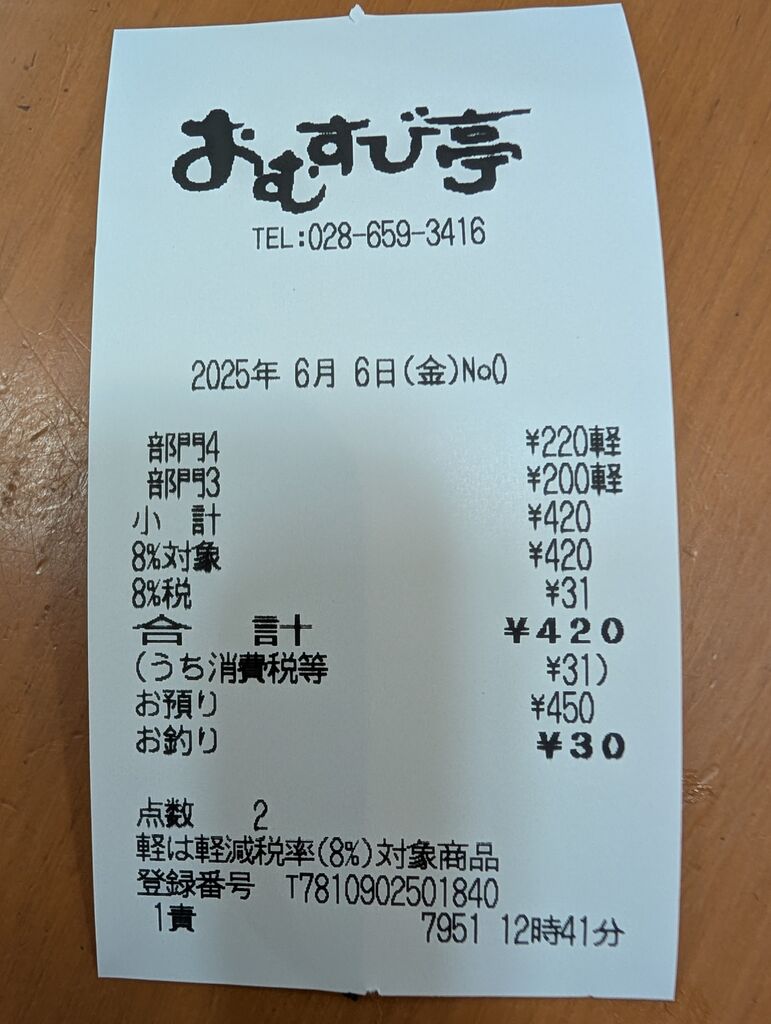 おむすび亭
TEL:028-659-3416
2025年 6月 6日(金)No0
部門4 ¥220軽
部門3 ¥200軽
小 計 ¥420
8%対象 ¥420
8%税 ¥31
合 計 ¥420
(うち消費税等 ¥31)
お預り ¥450
お釣り ¥30
点数 2
軽は軽減税率(8%)対象商品
登録番号 T7810902501840
1責 7951 12時41分